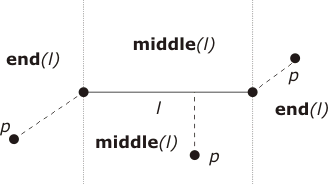 middle(l)
end(l)
p
l
end(l)
p
middle(l)
p